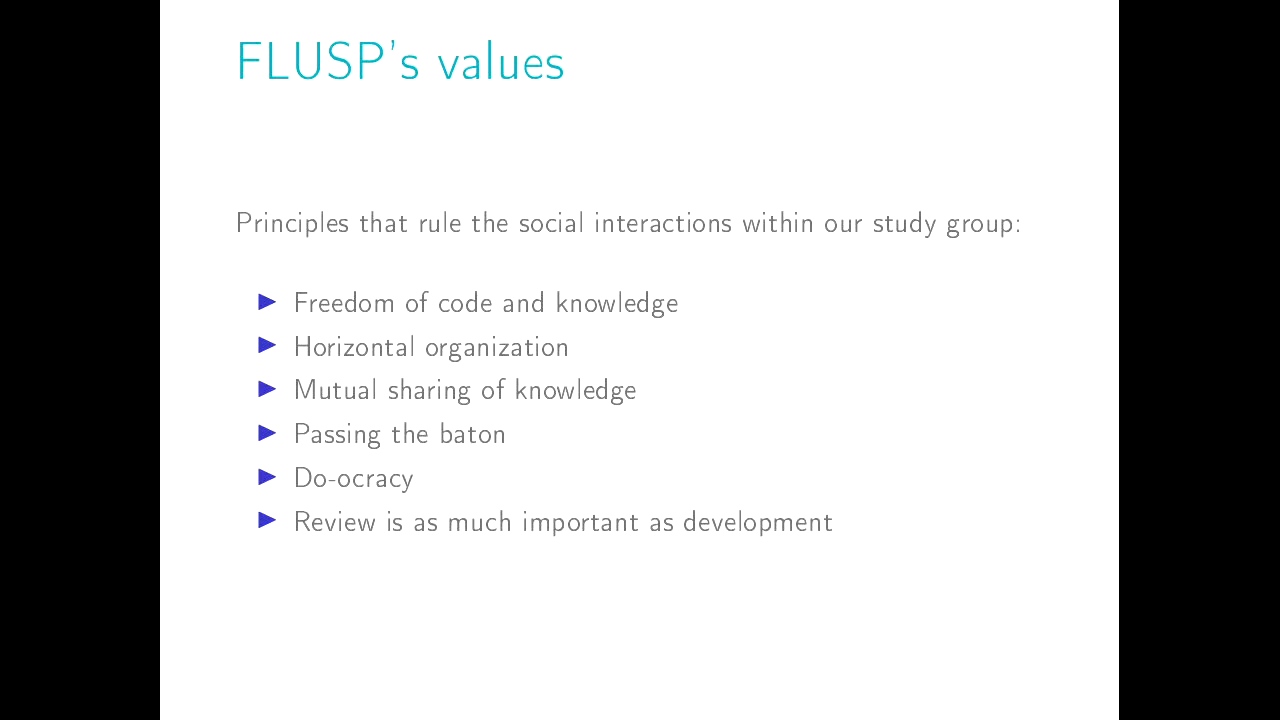 FLUSP's values
Principles that rule the social interactions within our study group:
Freedom of code and knowledge
Horizontal organization
Mutual sharing of knowledge
Passing the baton
Do-ocracy
Review is as much important as development